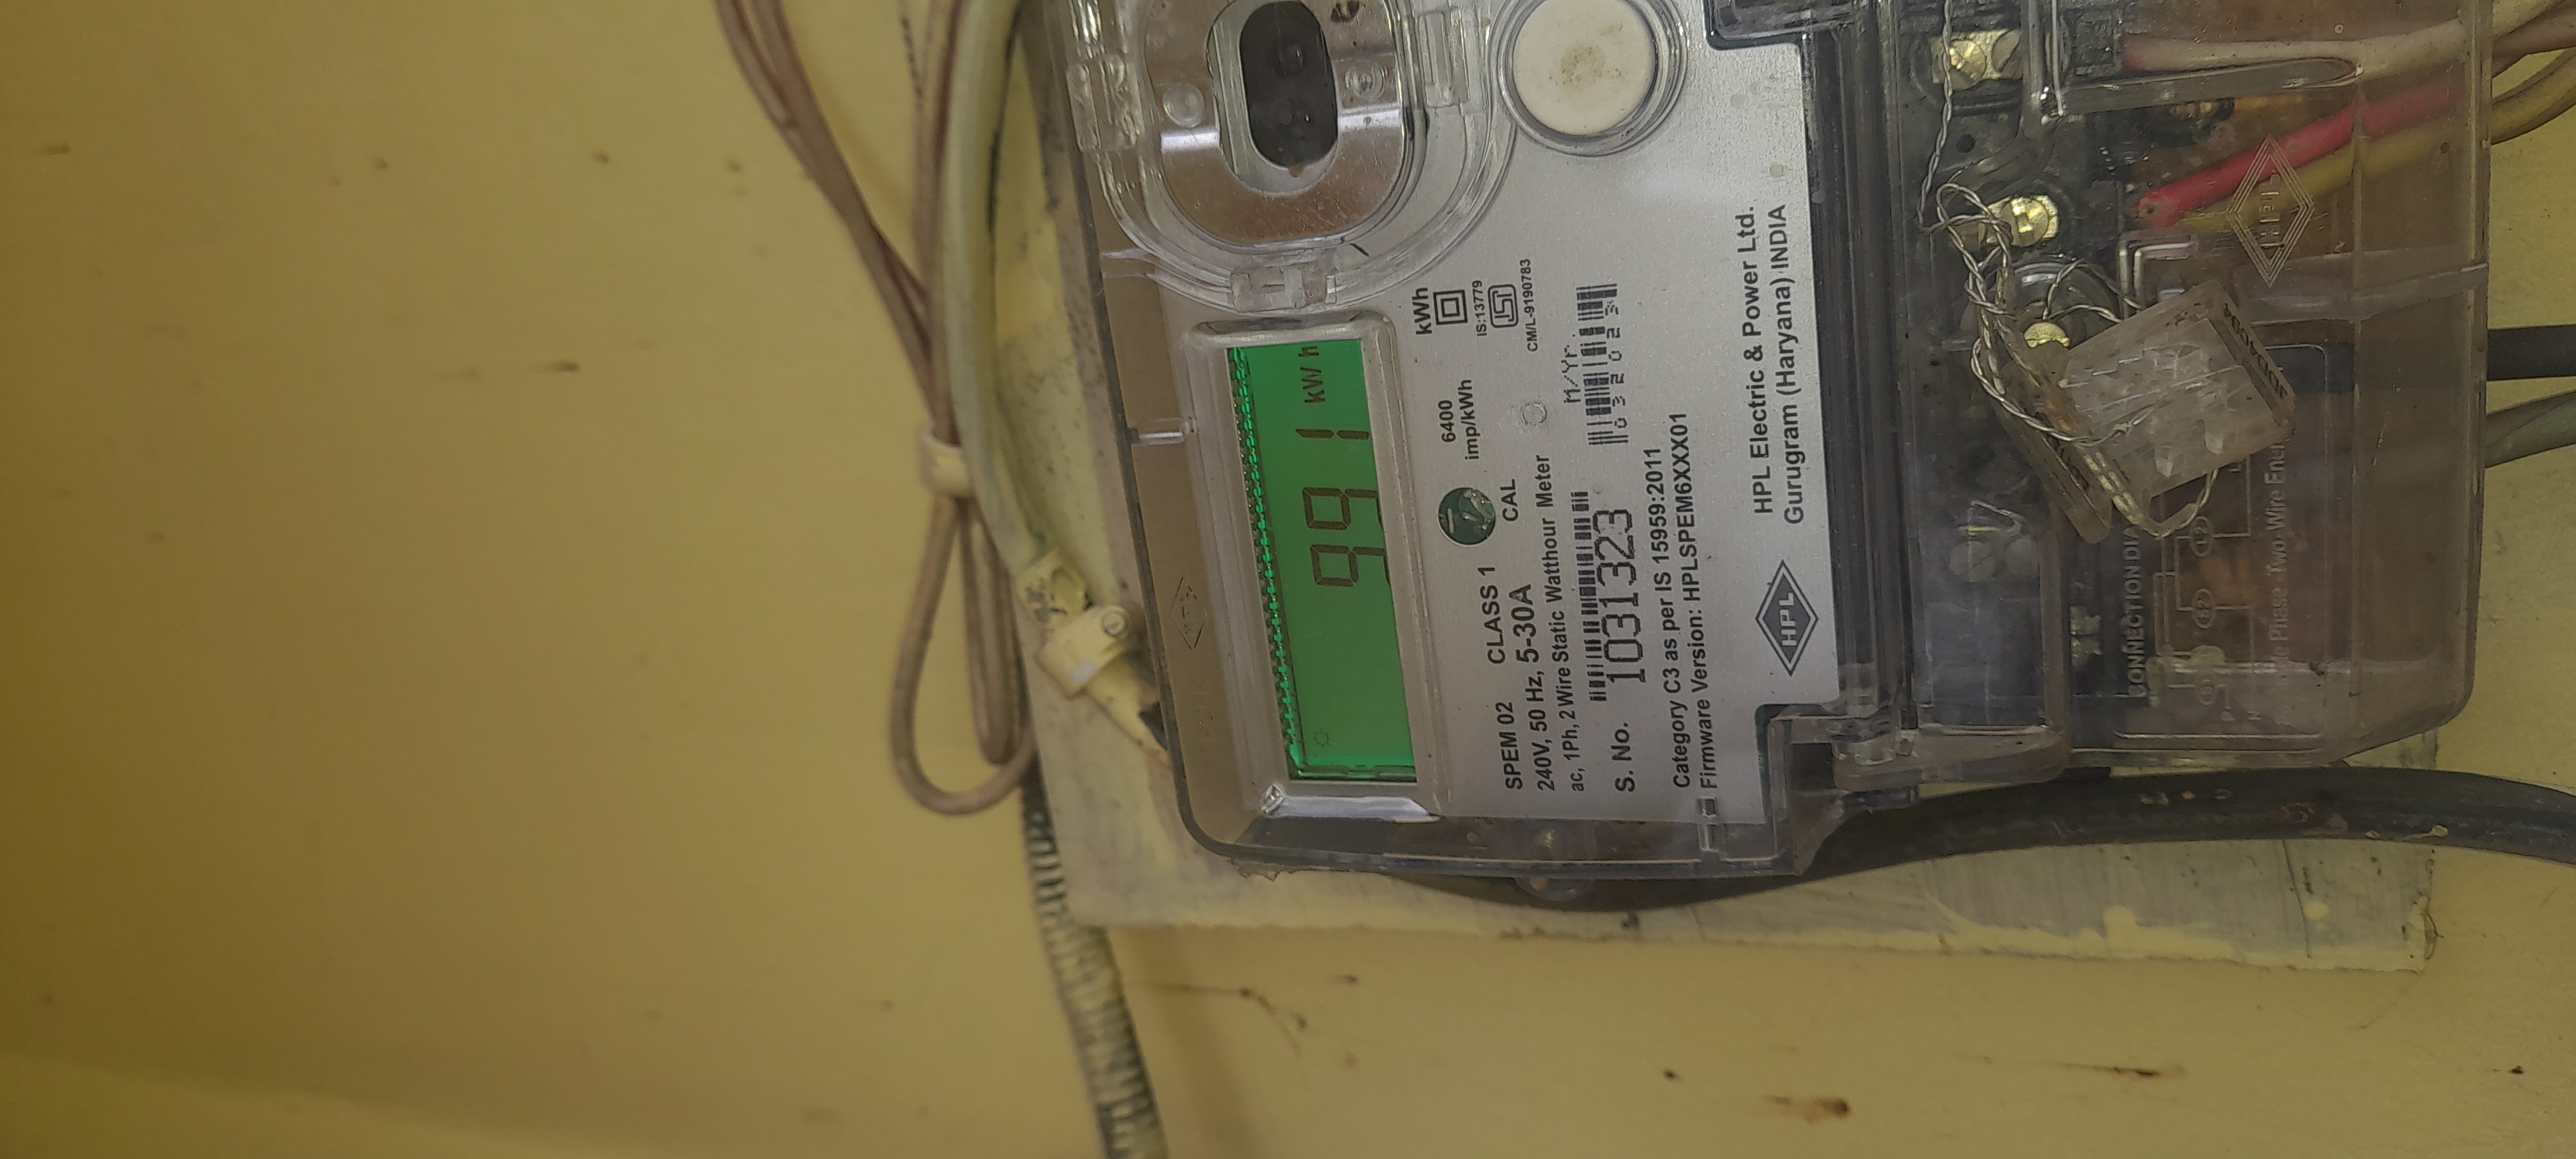 991 kWh
kWh
6400
imp/kWh
IS:13779
CM/L-9190783
CAL
SPEM 02 CLASS 1
240V, 50 Hz, 5-30A
ac, 1Ph, 2 Wire Static Watthour Meter
M/Yr.
032023
S. No. 1031323
Category C3 as per IS 15959:2011
Firmware Version: HPLSPEM6XXX01
HPL
HPL Electric & Power Ltd.
Gurugram (Haryana) INDIA